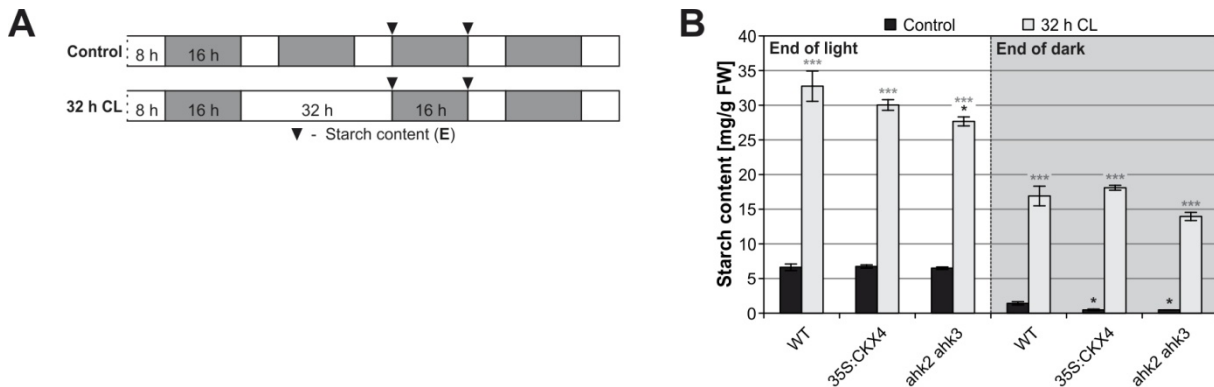 A
Control
8 h 16 h
32 h CL
8 h 16 h 32 h 16 h
▼ - Starch content (E)
B
■ Control □ 32 h CL
Starch content [mg/g FW]
40
35
30
25
20
15
10
5
0
End of light
End of dark
*** *** *** * *** *** ***
* *
WT 35S:CKX4 ahk2 ahk3 WT 35S:CKX4 ahk2 ahk3